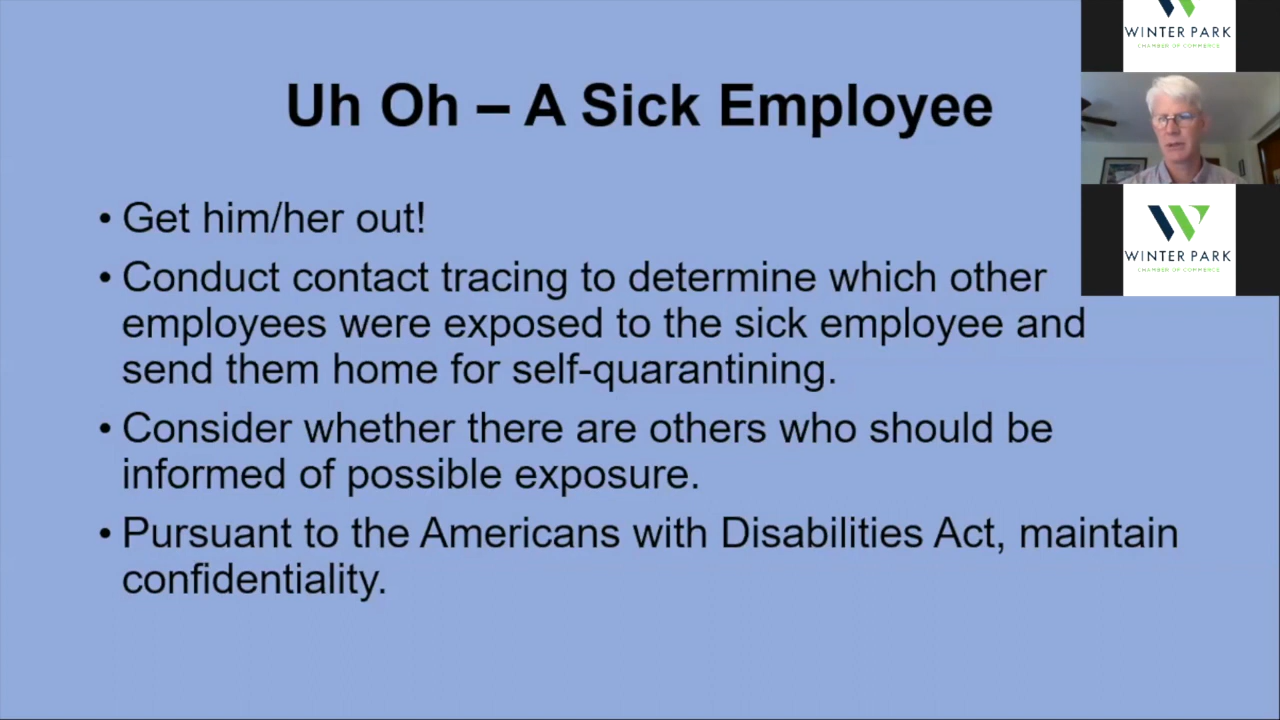 Uh Oh – A Sick Employee
• Get him/her out!
• Conduct contact tracing to determine which other
employees were exposed to the sick employee and
send them home for self-quarantining.
• Consider whether there are others who should be
informed of possible exposure.
• Pursuant to the Americans with Disabilities Act, maintain
confidentiality.
WINTER PARK
CHAMBER OF COMMERCE
WINTER PARK
CHAMBER OF COMMERCE